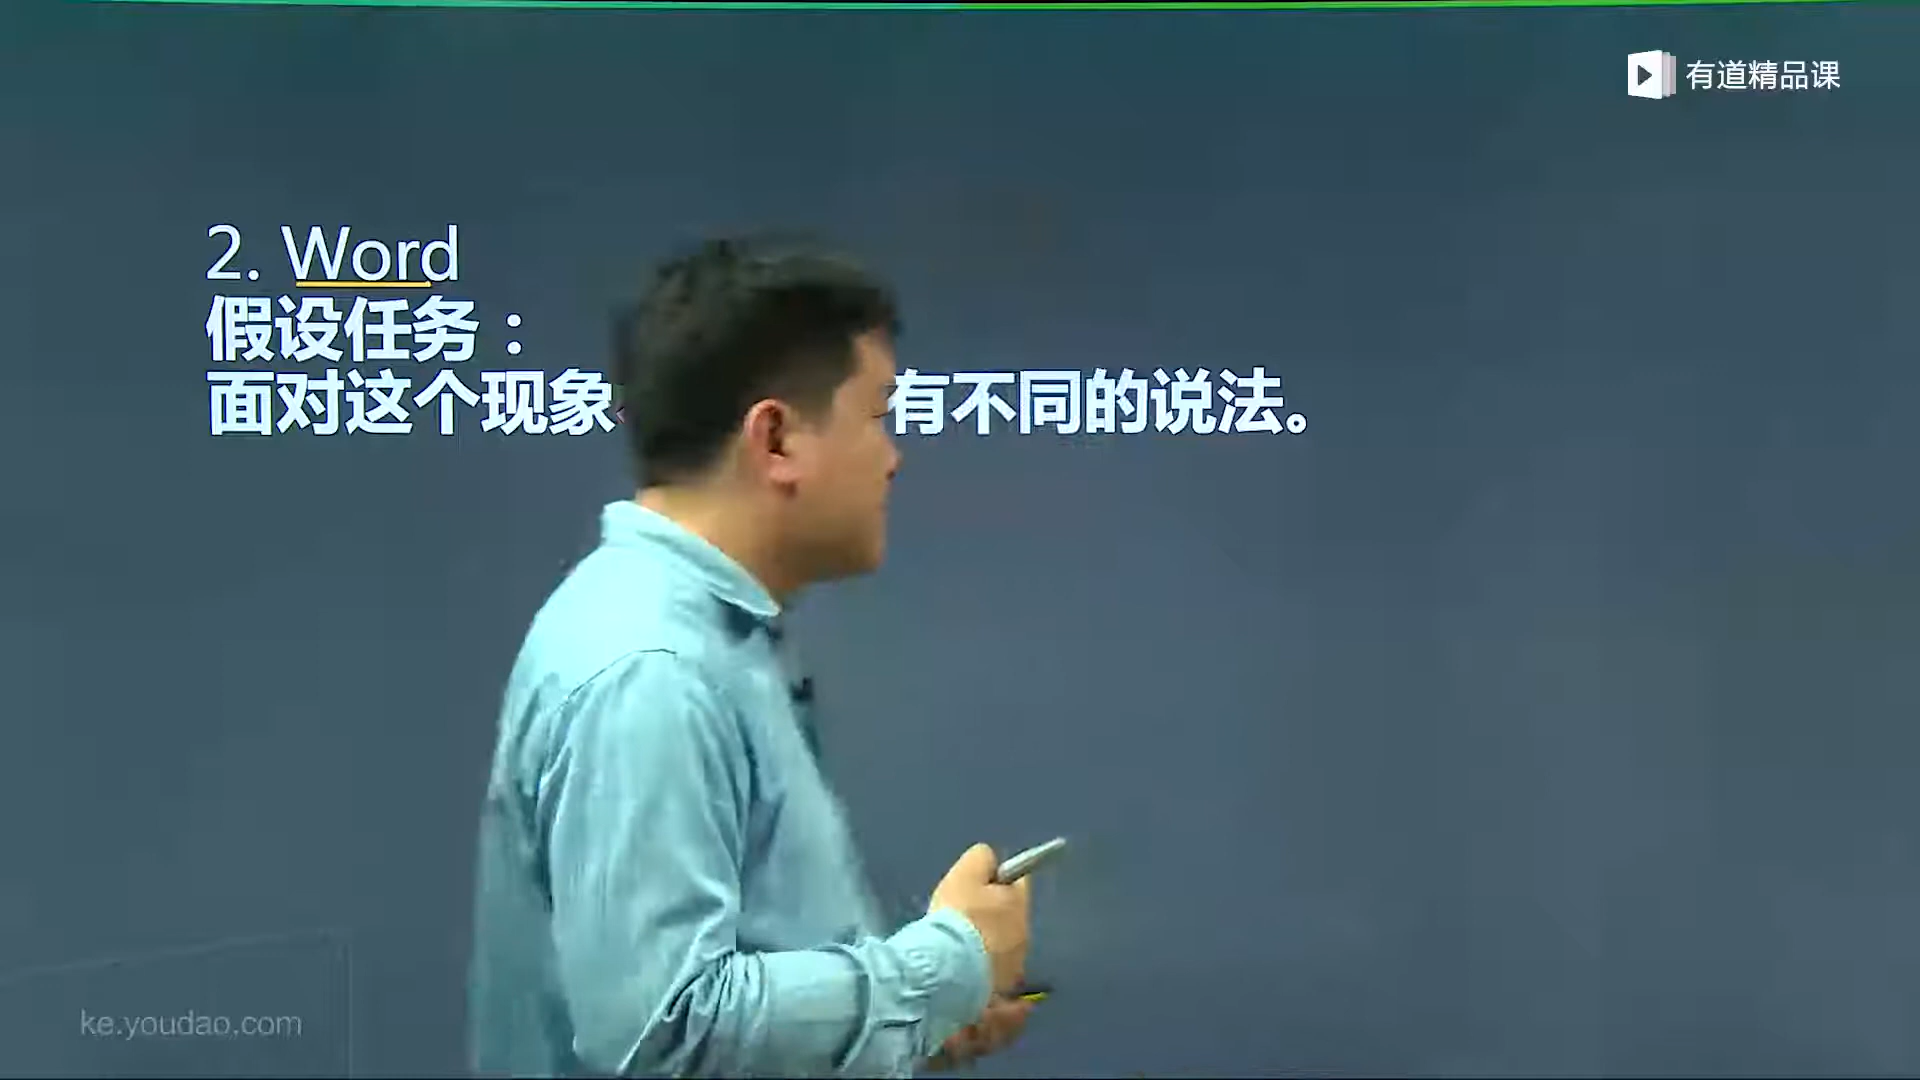 有道精品课
2. Word
假设任务：
面对这个现象 有不同的说法。
ke.youdao.com